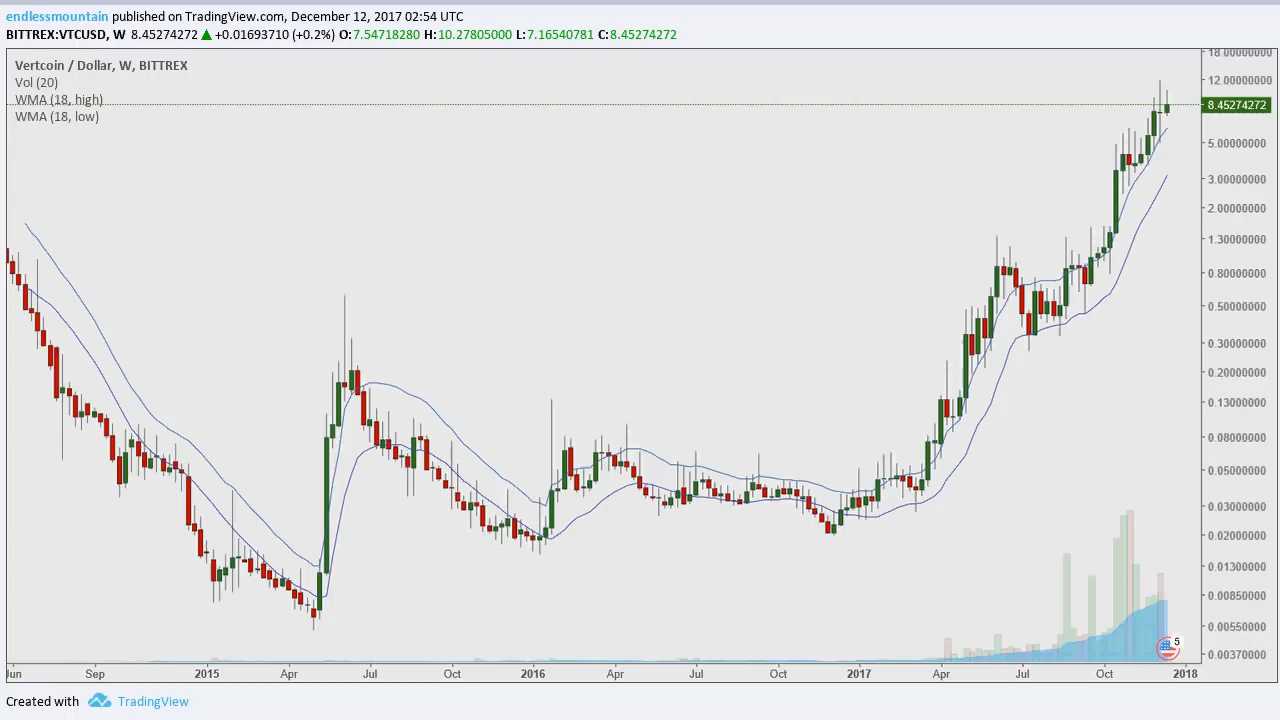 endlessmountain published on TradingView.com, December 12, 2017 02:54 UTC
BITTREX:VTCUSD, W 8.45274272 ▲ +0.01693710 (+0.2%) O:7.54718280 H:10.27805000 L:7.16540781 C:8.45274272
Vertcoin / Dollar, W, BITTREX
Vol (20)
WMA (18, high)
WMA (18, low)
18.00000000
12.00000000
8.45274272
5.00000000
3.00000000
2.00000000
1.30000000
0.80000000
0.50000000
0.30000000
0.20000000
0.13000000
0.08000000
0.05000000
0.03000000
0.02000000
0.01300000
0.00850000
0.00550000
0.00370000
5
Jun Sep 2015 Apr Jul Oct 2016 Apr Jul Oct 2017 Apr Jul Oct 2018
Created with TradingView